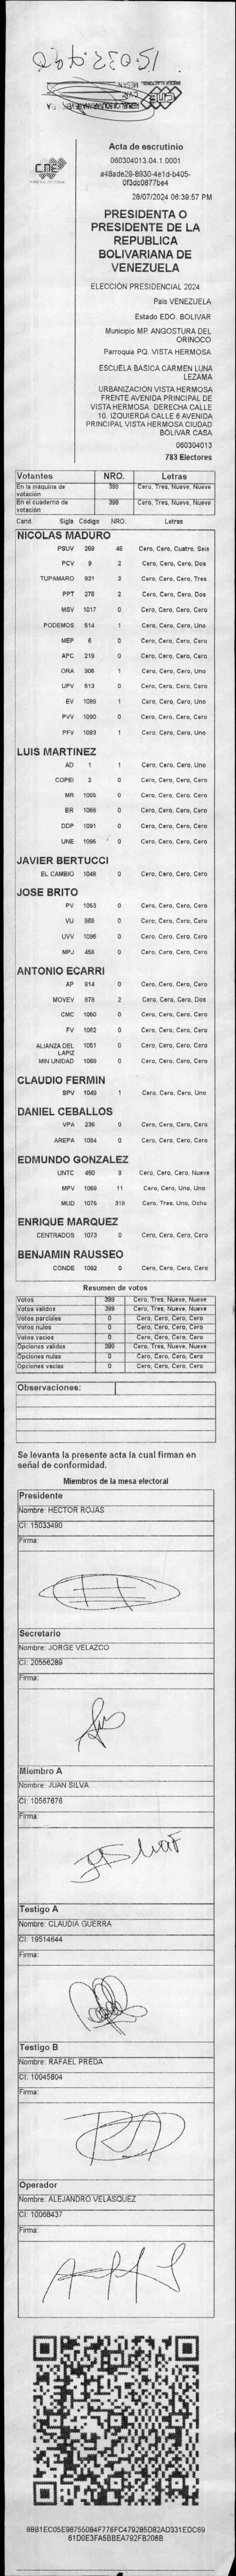 15033490
CNE
Acta de escrutinio
060304013.04.1.0001
a48ade29-8930-4e1d-b405-
0f3dc0877be4
28/07/2024 06:39:57 PM
PRESIDENTA O
PRESIDENTE DE LA
REPUBLICA
BOLIVARIANA DE
VENEZUELA
ELECCIÓN PRESIDENCIAL 2024
País VENEZUELA
Estado EDO. BOLIVAR
Municipio MP. ANGOSTURA DEL
ORINOCO
Parroquia PQ. VISTA HERMOSA
ESCUELA BASICA CARMEN LUNA
LEZAMA
URBANIZACIÓN VISTA HERMOSA
FRENTE AVENIDA PRINCIPAL DE
VISTA HERMOSA. DERECHA CALLE
10. IZQUIERDA CALLE 6 AVENIDA
PRINCIPAL VISTA HERMOSA CIUDAD
BOLIVAR CASA
060304013
783 Electores
Votantes NRO. Letras
En la máquina de votación 399 Cero, Tres, Nueve, Nueve
En el cuaderno de votación 399 Cero, Tres, Nueve, Nueve
Cand. Sigla Código NRO. Letras
NICOLAS MADURO
PSUV 269 46 Cero, Cero, Cuatro, Seis
PCV 9 2 Cero, Cero, Cero, Dos
TUPAMARO 931 3 Cero, Cero, Cero, Tres
PPT 276 2 Cero, Cero, Cero, Dos
MSV 1017 0 Cero, Cero, Cero, Cero
PODEMOS 514 1 Cero, Cero, Cero, Uno
MEP 6 0 Cero, Cero, Cero, Cero
APC 219 0 Cero, Cero, Cero, Cero
ORA 906 1 Cero, Cero, Cero, Uno
UPV 513 0 Cero, Cero, Cero, Cero
EV 1089 1 Cero, Cero, Cero, Uno
PVV 1090 0 Cero, Cero, Cero, Cero
PFV 1093 1 Cero, Cero, Cero, Uno
LUIS MARTINEZ
AD 1 1 Cero, Cero, Cero, Uno
COPEI 2 0 Cero, Cero, Cero, Cero
MR 1065 0 Cero, Cero, Cero, Cero
BR 1066 0 Cero, Cero, Cero, Cero
DDP 1091 0 Cero, Cero, Cero, Cero
UNE 1095 0 Cero, Cero, Cero, Cero
JAVIER BERTUCCI
EL CAMBIO 1048 0 Cero, Cero, Cero, Cero
JOSE BRITO
PV 1053 0 Cero, Cero, Cero, Cero
VU 959 0 Cero, Cero, Cero, Cero
UVV 1096 0 Cero, Cero, Cero, Cero
MPJ 458 0 Cero, Cero, Cero, Cero
ANTONIO ECARRI
AP 914 0 Cero, Cero, Cero, Cero
MOVEV 878 2 Cero, Cero, Cero, Dos
CMC 1050 0 Cero, Cero, Cero, Cero
FV 1052 0 Cero, Cero, Cero, Cero
ALIANZA DEL LAPIZ 1051 0 Cero, Cero, Cero, Cero
MIN UNIDAD 1069 0 Cero, Cero, Cero, Cero
CLAUDIO FERMIN
SPV 1049 1 Cero, Cero, Cero, Uno
DANIEL CEBALLOS
VPA 236 0 Cero, Cero, Cero, Cero
AREPA 1094 0 Cero, Cero, Cero, Cero
EDMUNDO GONZALEZ
UNTC 460 9 Cero, Cero, Cero, Nueve
MPV 1069 11 Cero, Cero, Uno, Uno
MUD 1075 318 Cero, Tres, Uno, Ocho
ENRIQUE MARQUEZ
CENTRADOS 1073 0 Cero, Cero, Cero, Cero
BENJAMIN RAUSSEO
CONDE 1092 0 Cero, Cero, Cero, Cero
Resumen de votos
Votos 399 Cero, Tres, Nueve, Nueve
Votos validos 399 Cero, Tres, Nueve, Nueve
Votos parciales 0 Cero, Cero, Cero, Cero
Votos nulos 0 Cero, Cero, Cero, Cero
Votos vacios 0 Cero, Cero, Cero, Cero
Opciones validas 399 Cero, Tres, Nueve, Nueve
Opciones nulas 0 Cero, Cero, Cero, Cero
Opciones vacias 0 Cero, Cero, Cero, Cero
Observaciones:
Se levanta la presente acta la cual firman en
señal de conformidad.
Miembros de la mesa electoral
Presidente
Nombre: HECTOR ROJAS
CI: 15033490
Firma:
Secretario
Nombre: JORGE VELAZCO
CI: 20556289
Firma:
Miembro A
Nombre: JUAN SILVA
CI: 10567676
Firma:
Testigo A
Nombre: CLAUDIA GUERRA
CI: 19514644
Firma:
Testigo B
Nombre: RAFAEL PREDA
CI: 10045804
Firma:
Operador
Nombre: ALEJANDRO VELASQUEZ
CI: 10068437
Firma:
88B1EC05E98755084F776FC479285D82AD331EDC69
61D0E3FA5BBEA792FB206B